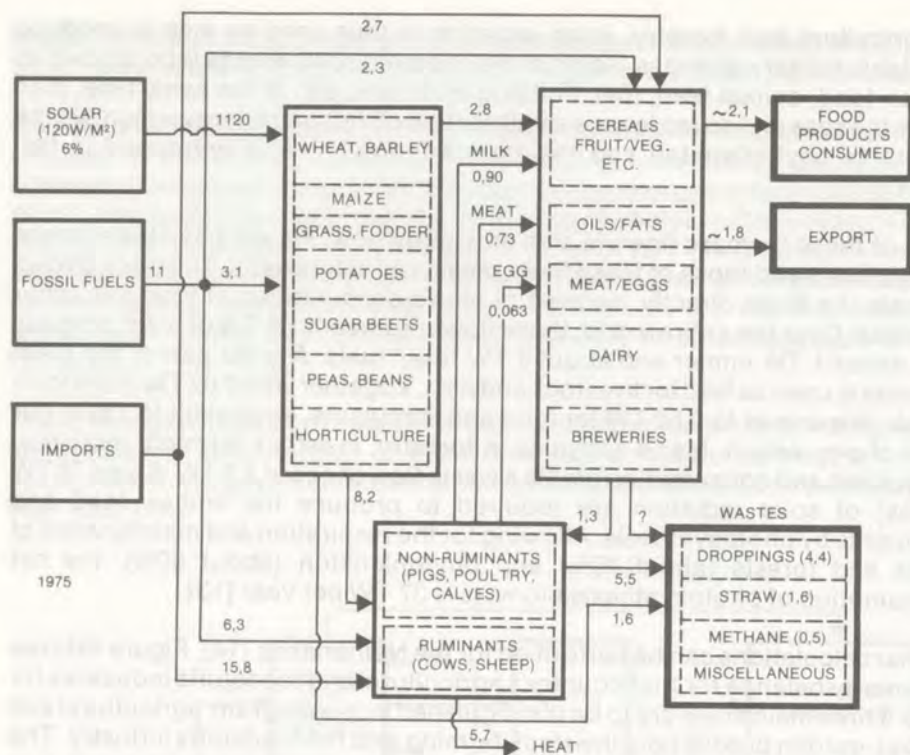 2,7
2,3
SOLAR
(120W/M²)
6%
1120
FOSSIL FUELS
11
3,1
IMPORTS
1975
WHEAT, BARLEY
MAIZE
GRASS, FODDER
POTATOES
SUGAR BEETS
PEAS, BEANS
HORTICULTURE
2,8
MILK
0,90
MEAT
0,73
EGG
0,063
CEREALS
FRUIT/VEG.
ETC.
OILS/FATS
MEAT/EGGS
DAIRY
BREWERIES
~2,1
FOOD
PRODUCTS
CONSUMED
~1,8
EXPORT
8,2
1,3
?
WASTES
NON-RUMINANTS
(PIGS, POULTRY,
CALVES)
RUMINANTS
(COWS, SHEEP)
6,3
15,8
5,5
1,6
DROPPINGS (4,4)
STRAW (1,6)
METHANE (0,5)
MISCELLANEOUS
5,7
HEAT